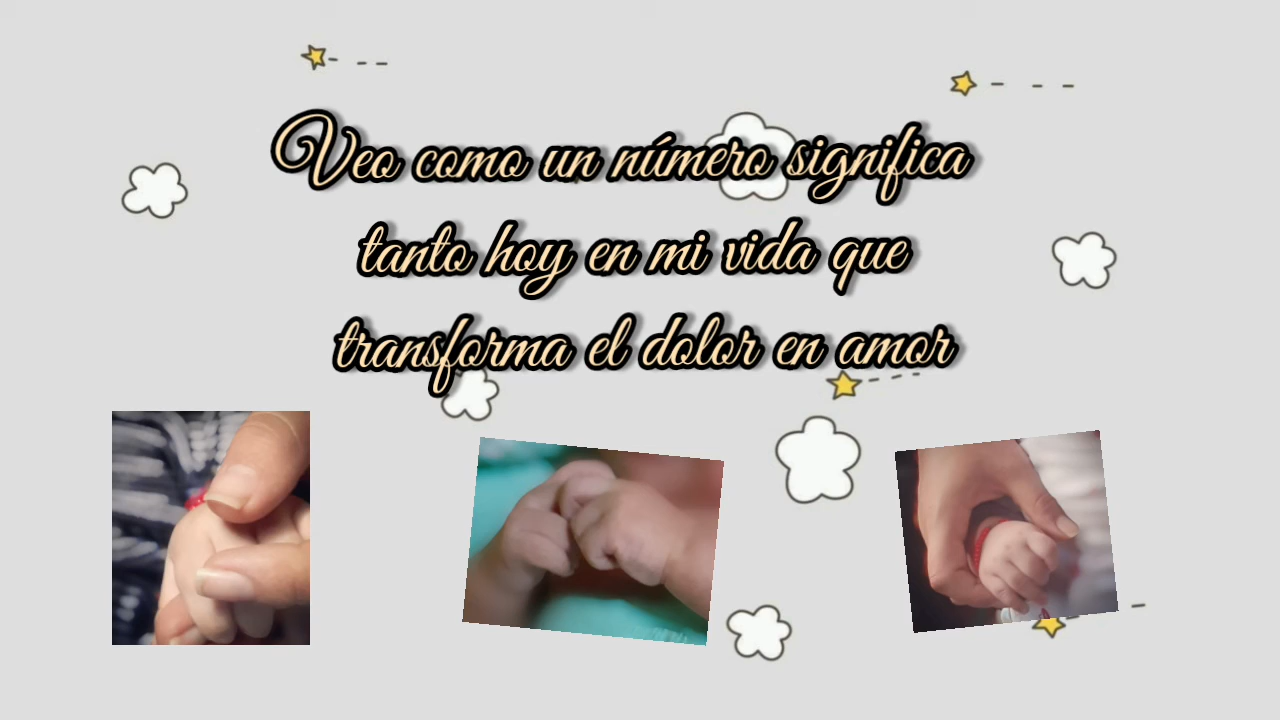 Veo como un número significa
tanto hoy en mi vida que
transforma el dolor en amor